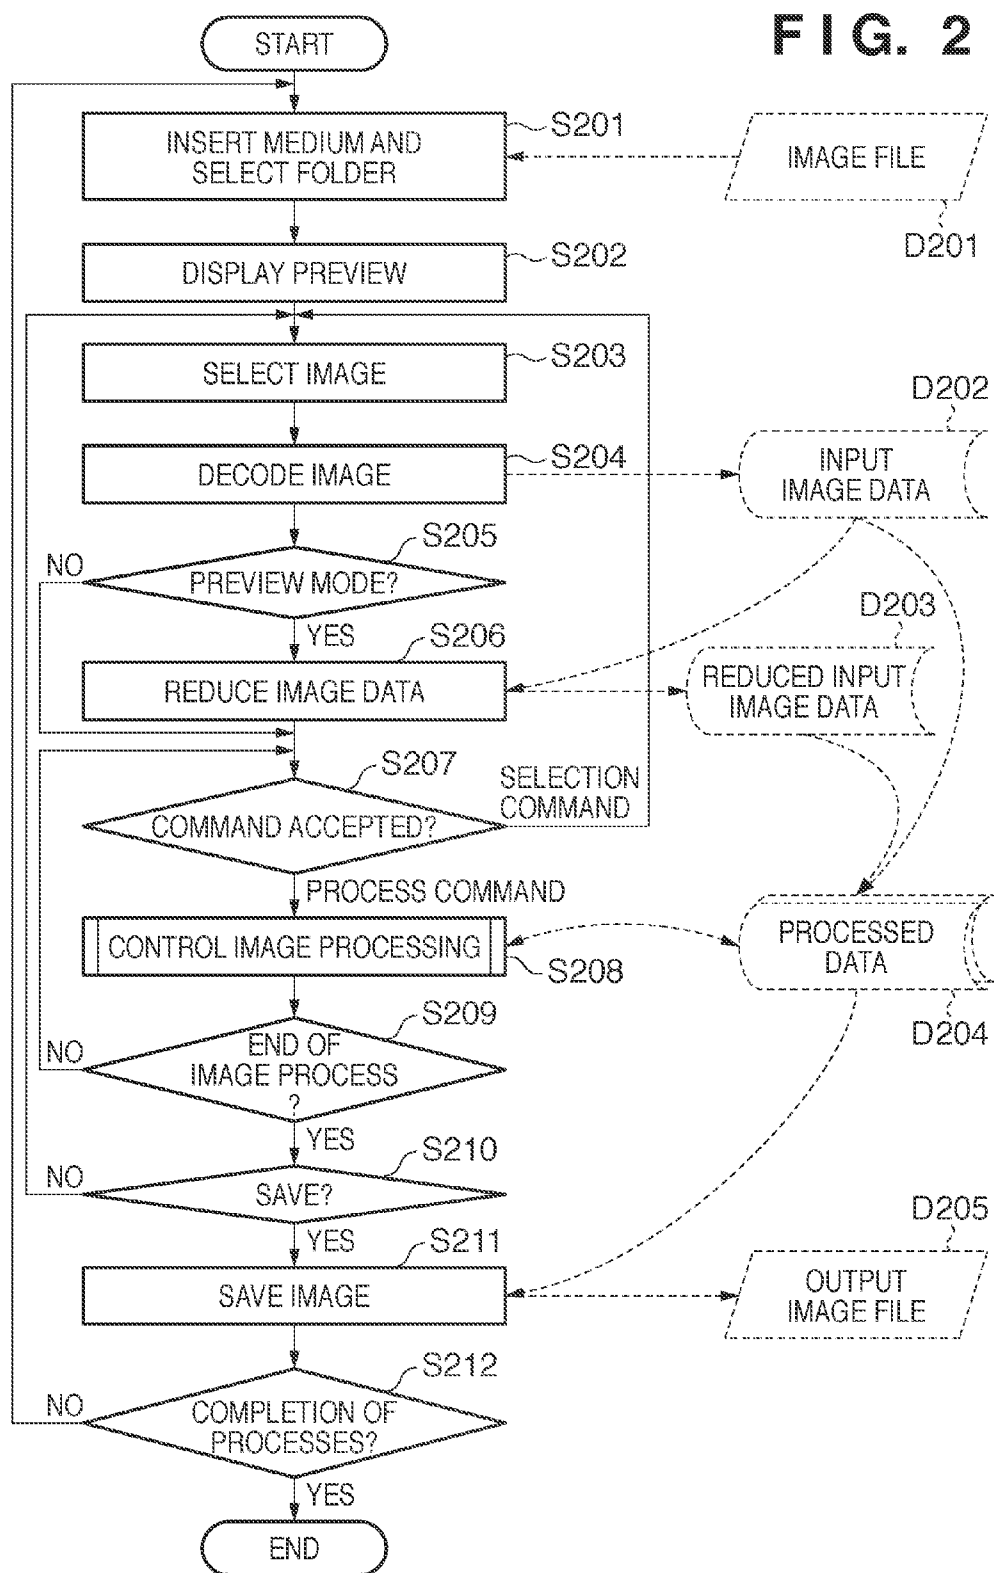 FIG. 2
START
S201
INSERT MEDIUM AND
SELECT FOLDER
IMAGE FILE
D201
S202
DISPLAY PREVIEW
S203
SELECT IMAGE
D202
S204
DECODE IMAGE
INPUT
IMAGE DATA
S205
NO
PREVIEW MODE?
YES
D203
S206
REDUCE IMAGE DATA
REDUCED INPUT
IMAGE DATA
S207
SELECTION
COMMAND
COMMAND ACCEPTED?
PROCESS COMMAND
CONTROL IMAGE PROCESSING
S208
PROCESSED
DATA
D204
S209
NO
END OF
IMAGE PROCESS
?
YES
S210
NO
SAVE?
YES
S211
SAVE IMAGE
D205
OUTPUT
IMAGE FILE
S212
NO
COMPLETION OF
PROCESSES?
YES
END